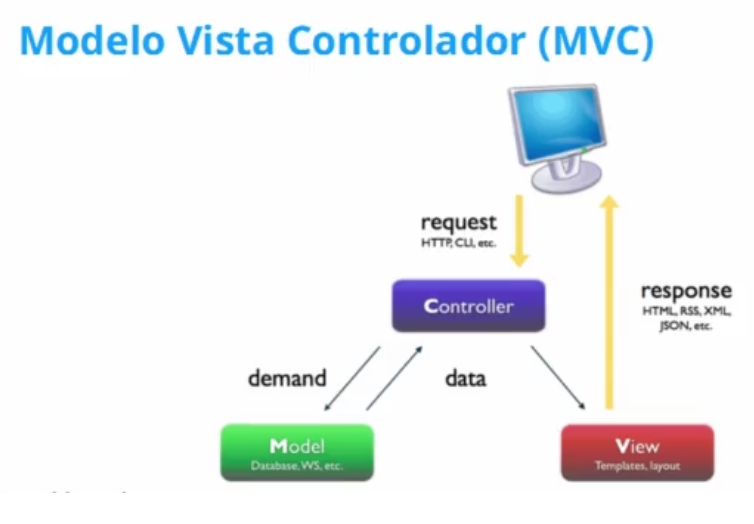 Modelo Vista Controlador (MVC)
request
HTTP, CLI, etc.
response
HTML, RSS, XML,
JSON, etc.
Controller
demand
data
Model
Database, WS, etc.
View
Templates, layout